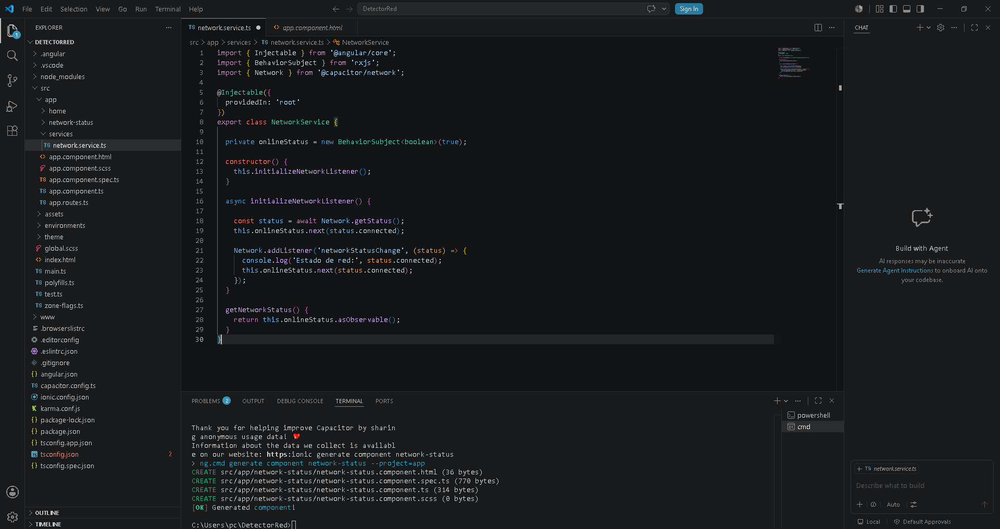 File Edit Selection View Go Run Terminal Help
DetectorRed
Sign In
EXPLORER
DETECTORRED
.angular
.vscode
node_modules
src
app
home
network-status
services
TS network.service.ts
app.component.html
app.component.scss
TS app.component.spec.ts
TS app.component.ts
TS app.routes.ts
assets
environments
theme
global.scss
index.html
TS main.ts
TS polyfills.ts
TS test.ts
TS zone-flags.ts
www
.browserslistrc
.editorconfig
.eslintrc.json
.gitignore
{} angular.json
TS capacitor.config.ts
ionic.config.json
karma.conf.js
{} package-lock.json
{} package.json
{} tsconfig.app.json
TS tsconfig.json 2
{} tsconfig.spec.json
OUTLINE
TIMELINE
1
TS network.service.ts
<> app.component.html
src > app > services > TS network.service.ts > NetworkService
1 import { Injectable } from '@angular/core';
2 import { BehaviorSubject } from 'rxjs';
3 import { Network } from '@capacitor/network';
4
5 @Injectable({
6 providedIn: 'root'
7 })
8 export class NetworkService {
9
10 private onlineStatus = new BehaviorSubject<boolean>(true);
11
12 constructor() {
13 this.initializeNetworkListener();
14 }
15
16 async initializeNetworkListener() {
17
18 const status = await Network.getStatus();
19 this.onlineStatus.next(status.connected);
20
21 Network.addListener('networkStatusChange', (status) => {
22 console.log('Estado de red:', status.connected);
23 this.onlineStatus.next(status.connected);
24 });
25 }
26
27 getNetworkStatus() {
28 return this.onlineStatus.asObservable();
29 }
30 }
PROBLEMS 2 OUTPUT DEBUG CONSOLE TERMINAL PORTS
Thank you for helping improve Capacitor by sharin
g anonymous usage data! 💖
Information about the data we collect is availabl
e on our website: https:ionic generate component network-status
> ng.cmd generate component network-status --project=app
CREATE src/app/network-status/network-status.component.html (36 bytes)
CREATE src/app/network-status/network-status.component.spec.ts (770 bytes)
CREATE src/app/network-status/network-status.component.ts (314 bytes)
CREATE src/app/network-status/network-status.component.scss (0 bytes)
[OK] Generated component!
C:\Users\pc\DetectorRed>
powershell
cmd
CHAT
Build with Agent
AI responses may be inaccurate
Generate Agent Instructions to onboard AI onto
your codebase.
+ TS network.service.ts
Describe what to build
Auto
Local
Default Approvals